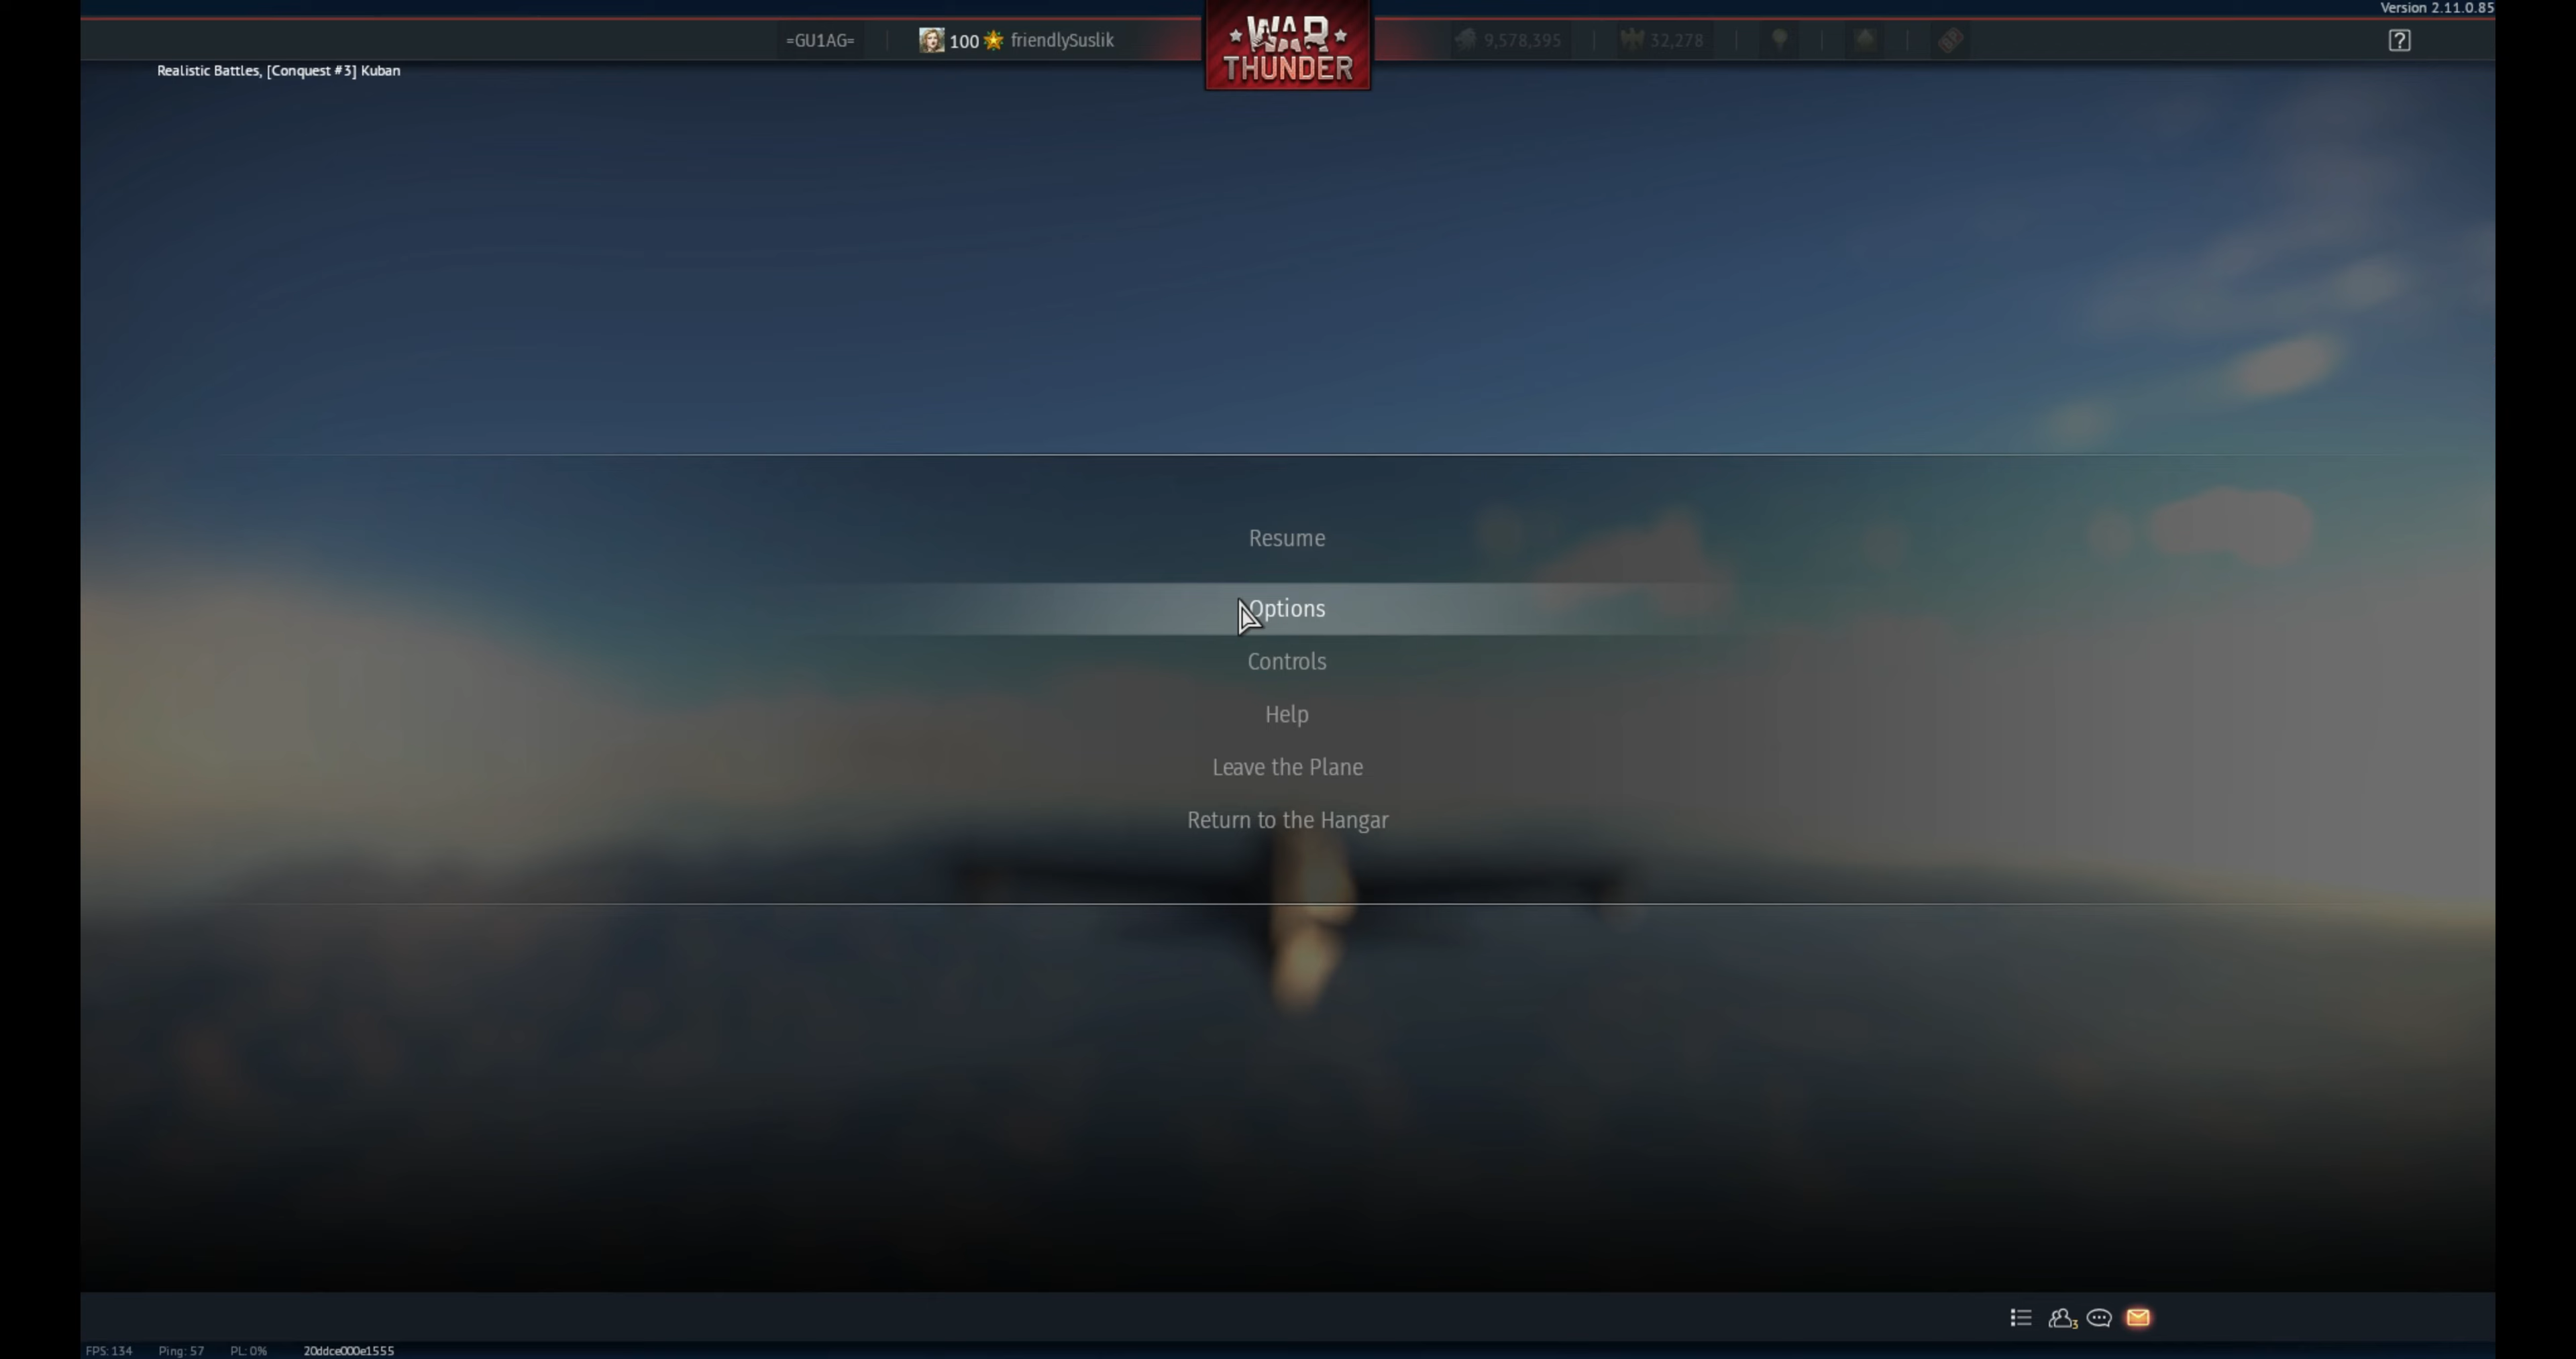 Version 2.11.0.85
=GU1AG= 100 friendlySuslik
WAR THUNDER
9,578,395 32,278
Realistic Battles, [Conquest #3] Kuban
Resume
Options
Controls
Help
Leave the Plane
Return to the Hangar
3
FPS: 134 Ping: 57 PL: 0% 20ddce000e1555